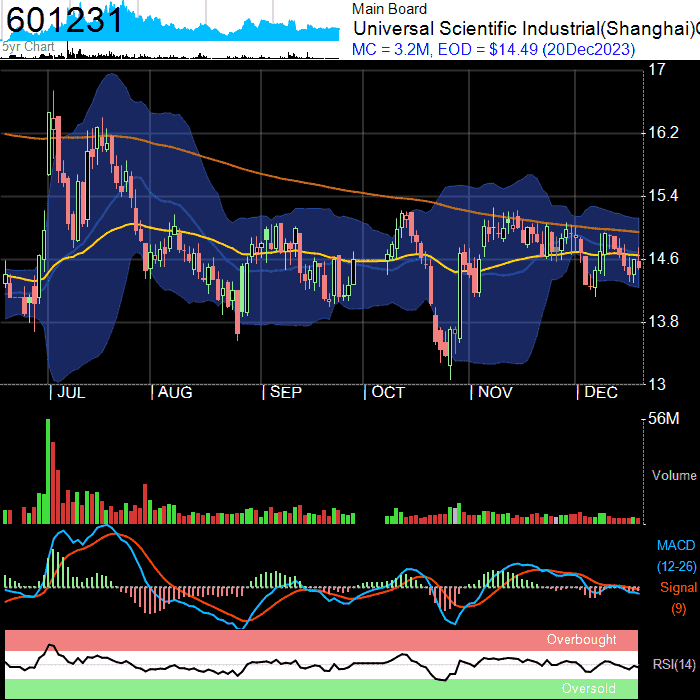 601231
5yr Chart
Main Board
Universal Scientific Industrial(Shanghai)
MC = 3.2M, EOD = $14.49 (20Dec2023)
17
16.2
15.4
14.6
13.8
13
JUL
AUG
SEP
OCT
NOV
DEC
56M
Volume
MACD
(12-26)
Signal
(9)
Overbought
RSI(14)
Oversold